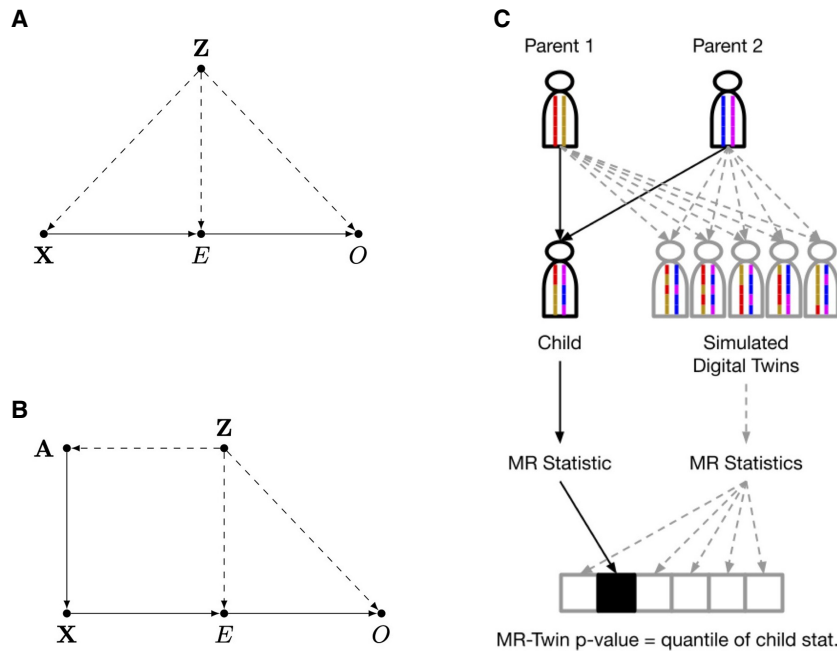 A
Z
X
E
O
B
A
Z
X
E
O
C
Parent 1
Parent 2
Child
Simulated
Digital Twins
MR Statistic
MR Statistics
MR-Twin p-value = quantile of child stat.